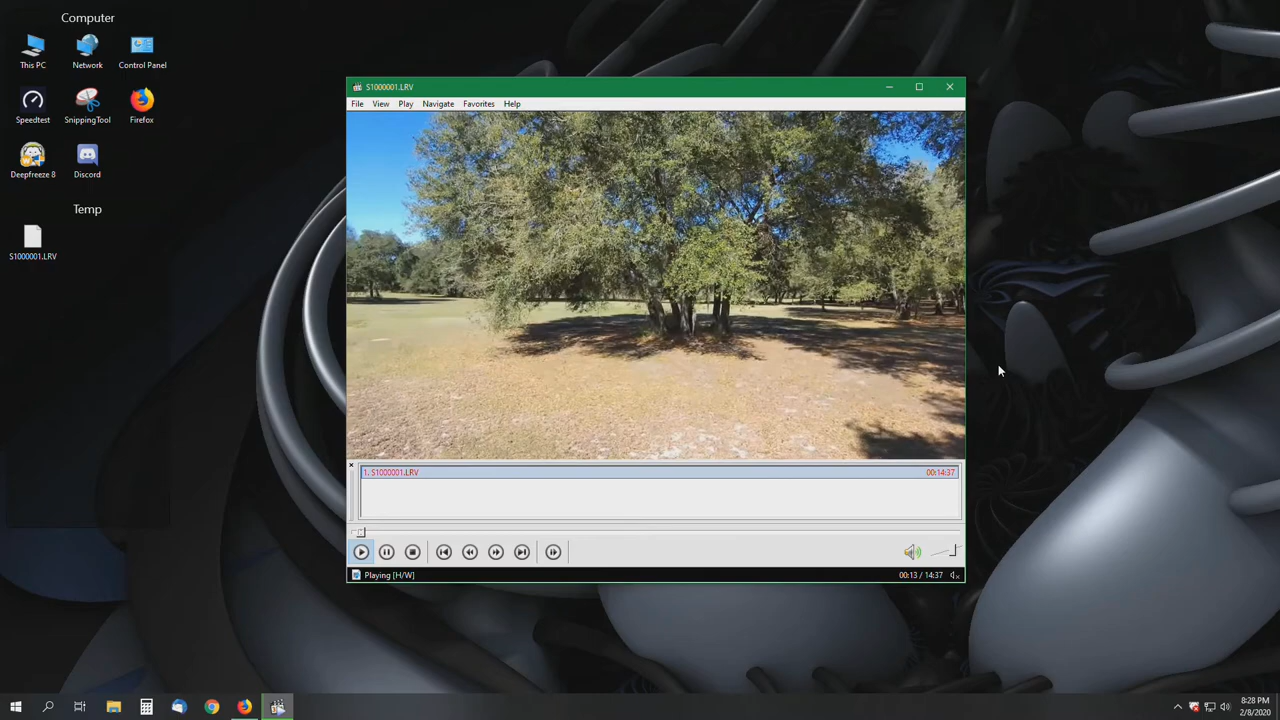 Computer
This PC
Network
Control Panel
Speedtest
SnippingTool
Firefox
Deepfreeze 8
Discord
Temp
S1000001.LRV
S1000001.LRV
File View Play Navigate Favorites Help
1. S1000001.LRV 00:14:37
Playing [H/W] 00:13 / 14:37
8:28 PM
2/8/2020